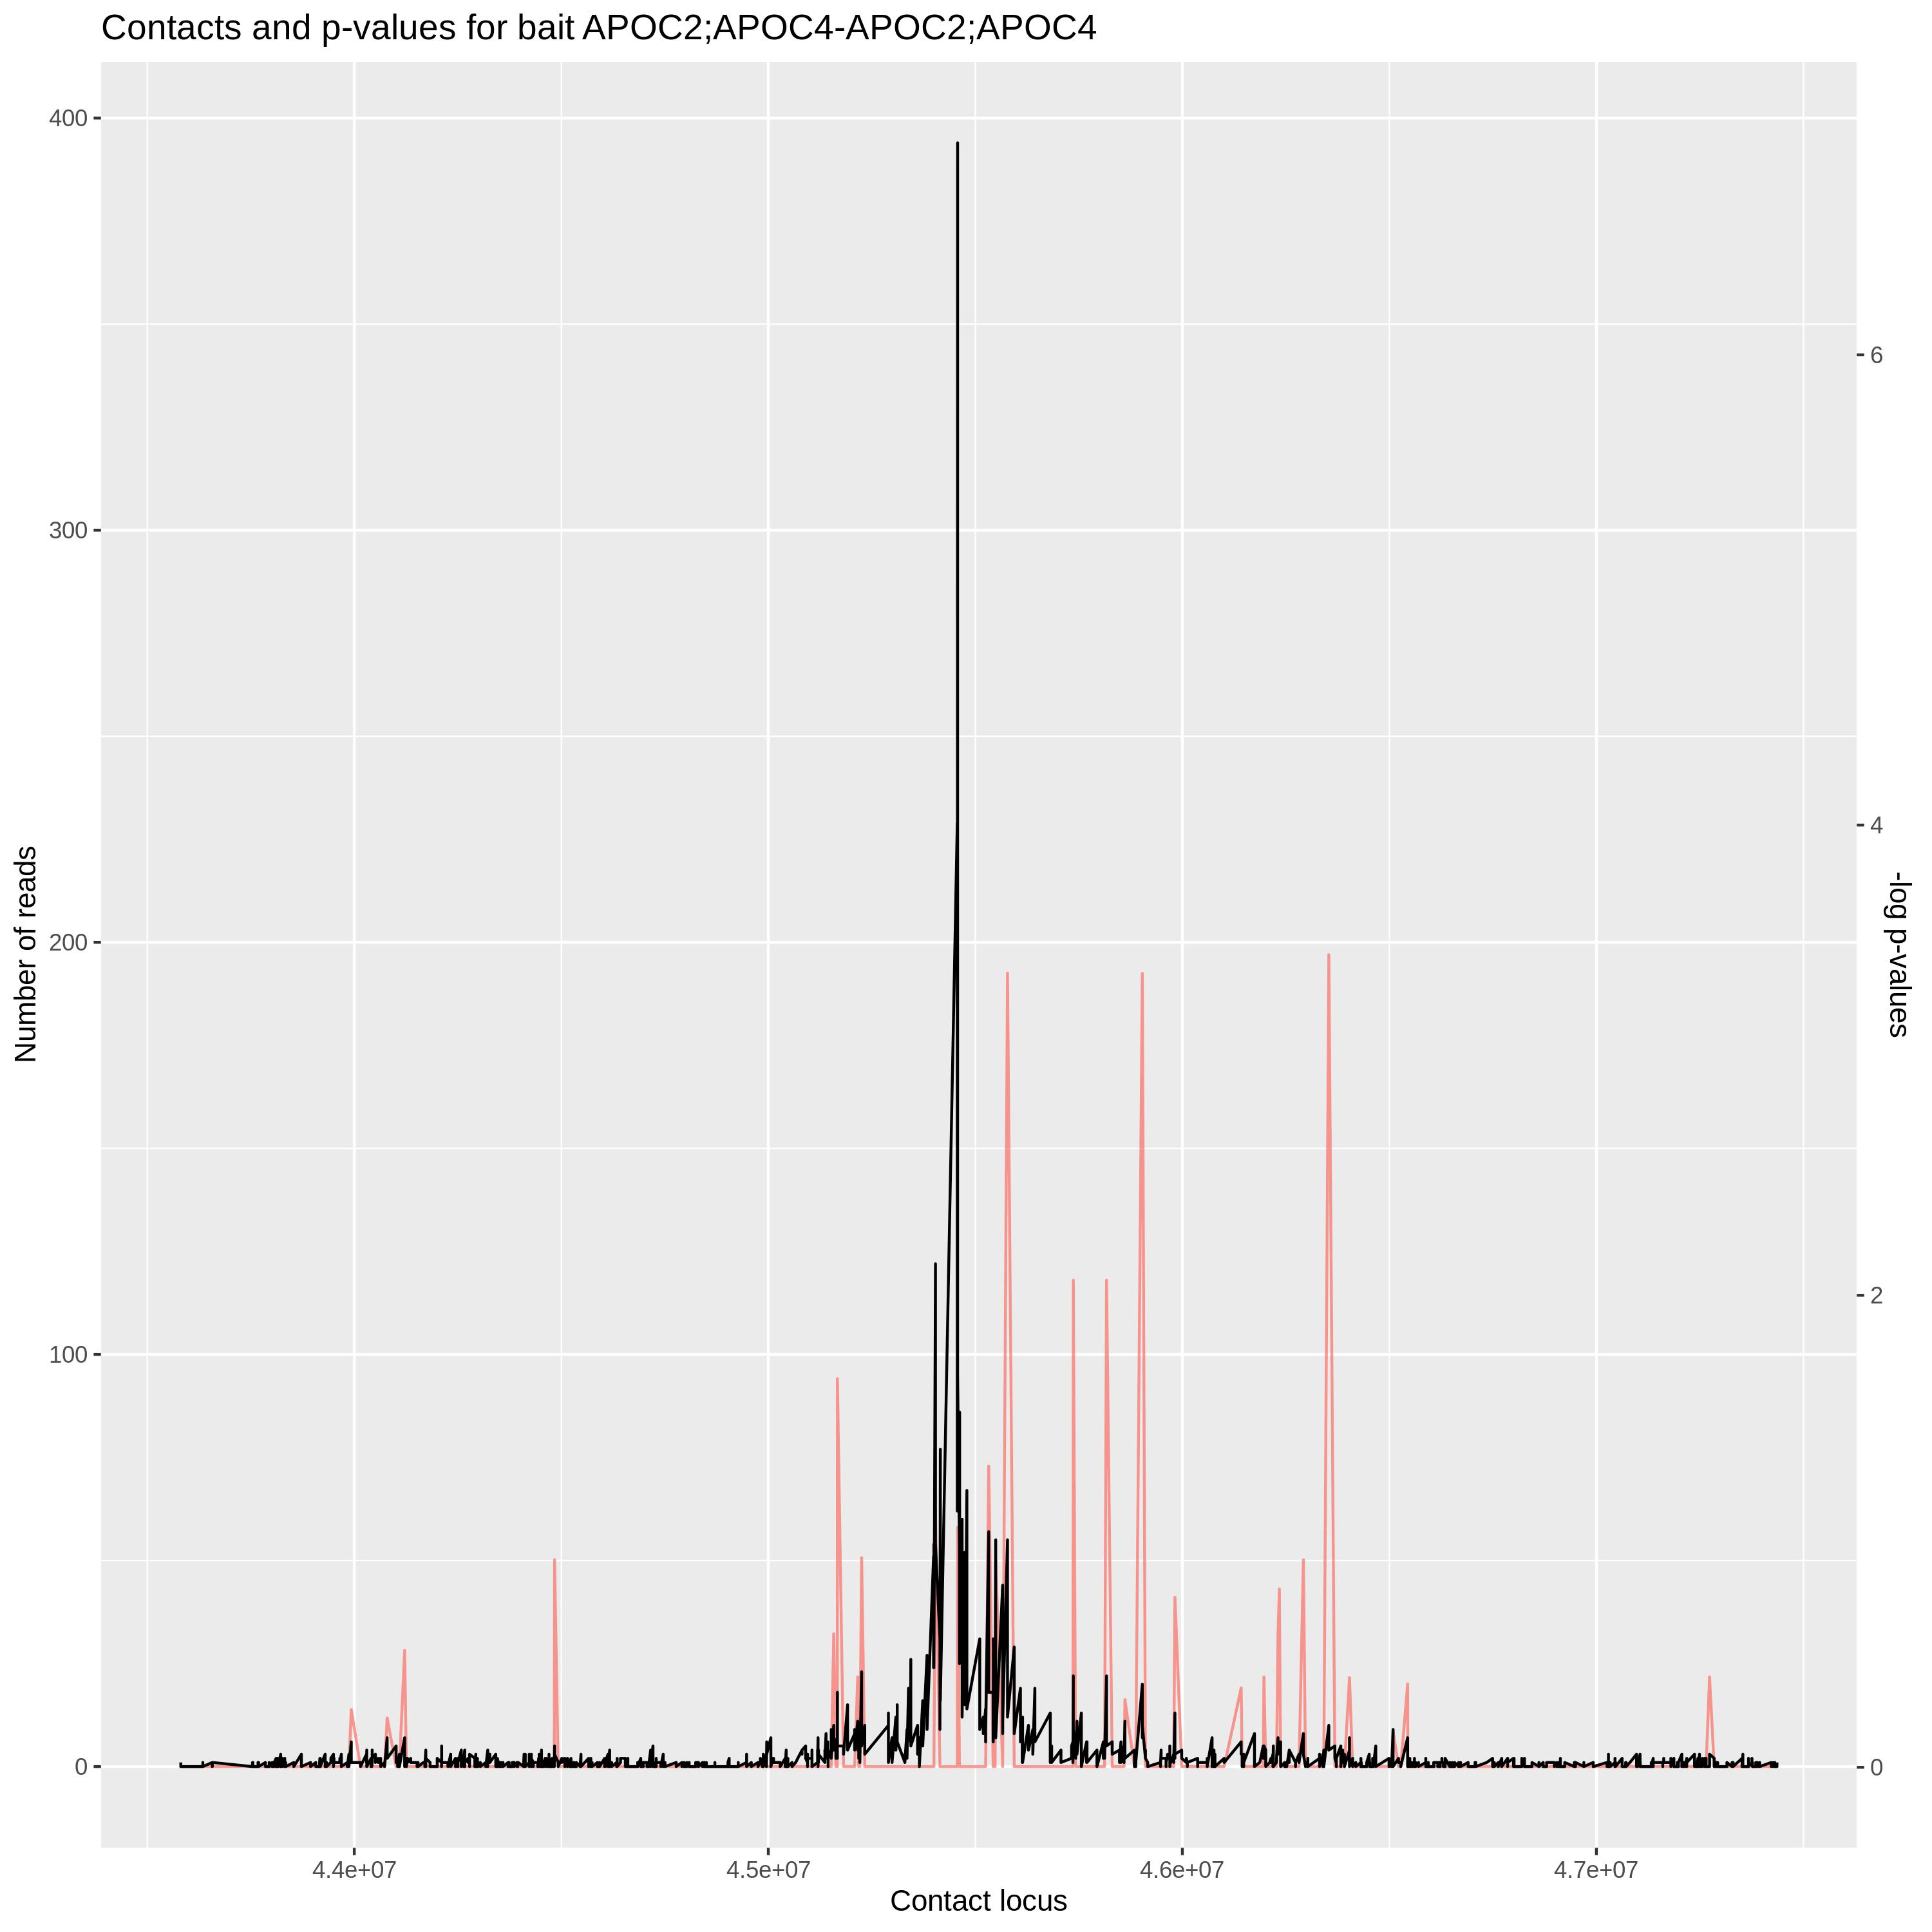 Contacts and p-values for bait APOC2;APOC4-APOC2;APOC4
400
300
200
100
0
Number of reads
6
4
2
0
-log p-values
4.4e+07
4.5e+07
4.6e+07
4.7e+07
Contact locus